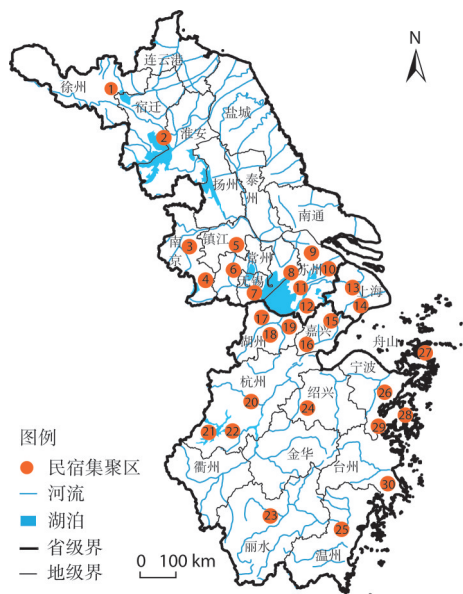 N
连云港
徐州
1
宿迁
盐城
2
淮安
扬州
泰州
南通
南京
3
镇江
5
常州
9
4
6
无锡
7
8
苏州
10
11
12
13
上海
14
17
18
19
湖州
嘉兴
15
16
舟山
27
杭州
宁波
绍兴
26
20
24
28
21
22
29
金华
台州
衢州
30
23
丽水
25
温州
图例
民宿集聚区
河流
湖泊
省级界
地级界
0 100 km